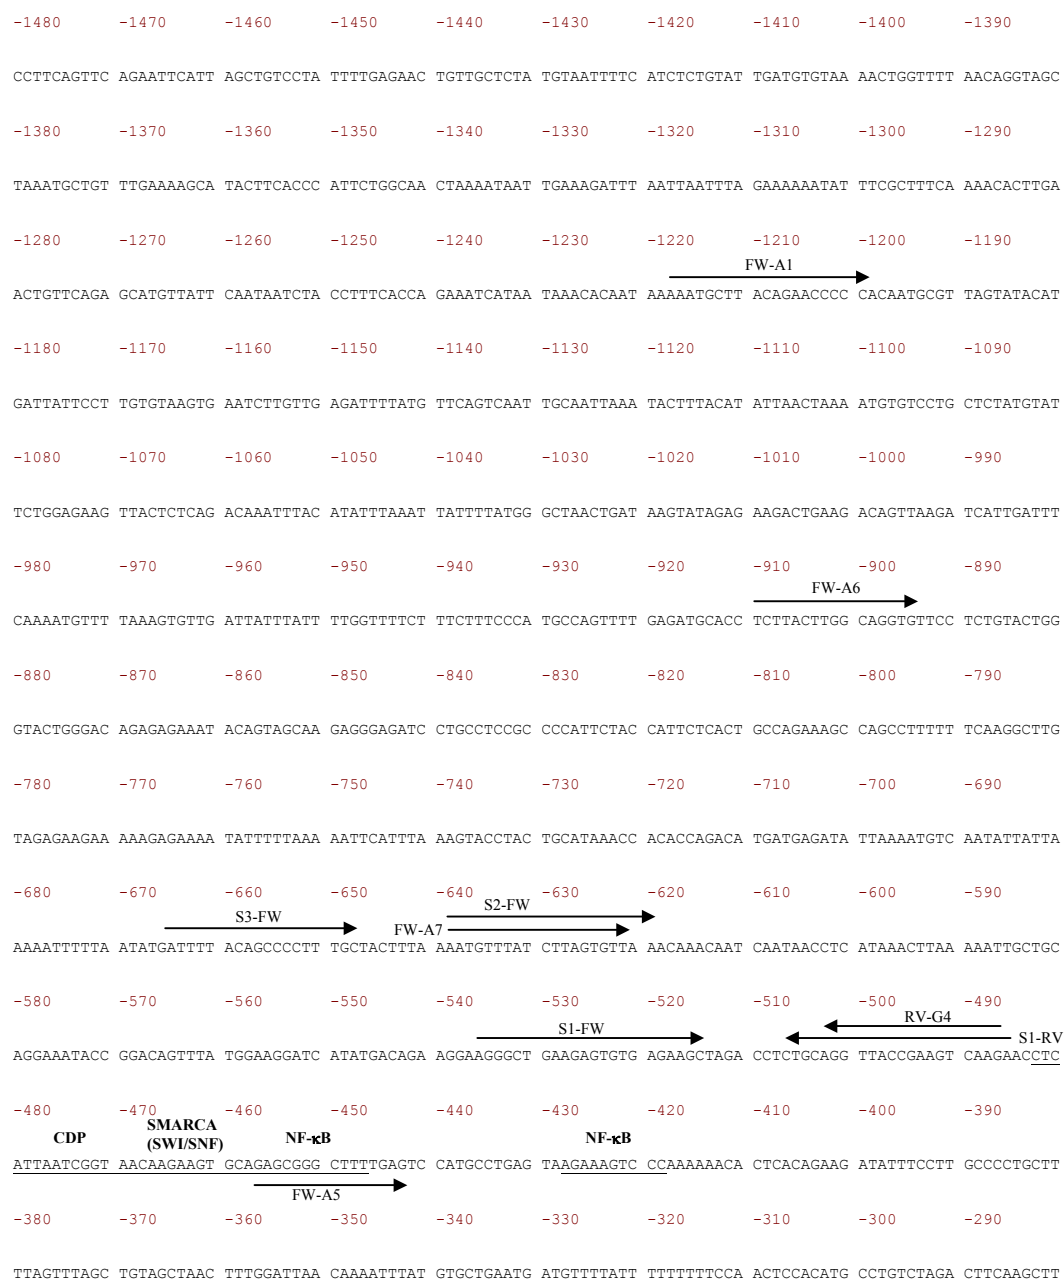 -1480 -1470 -1460 -1450 -1440 -1430 -1420 -1410 -1400 -1390
CCTTCAGTTC AGAATTCATT AGCTGTCCTA TTTTGAGAAC TGTTGCTCTA TGTAATTTTC ATCTCTGTAT TGATGTGTAA AACTGGTTTT AACAGGTAGC
-1380 -1370 -1360 -1350 -1340 -1330 -1320 -1310 -1300 -1290
TAAATGCTGT TTGAAAAGCA TACTTCACCC ATTCTGGCAA CTAAAATAAT TGAAAGATTT AATTAATTTA GAAAAAATAT TTCGCTTTCA AAACACTTGA
-1280 -1270 -1260 -1250 -1240 -1230 -1220 -1210 -1200 -1190
FW-A1
ACTGTTCAGA GCATGTTATT CAATAATCTA CCTTTCACCA GAAATCATAA TAAACACAAT AAAAATGCTT ACAGAACCCC CACAATGCGT TAGTATACAT
-1180 -1170 -1160 -1150 -1140 -1130 -1120 -1110 -1100 -1090
GATTATTCCT TGTGTAAGTG AATCTTGTTG AGATTTTATG TTCAGTCAAT TGCAATTAAA TACTTTACAT ATTAACTAAA ATGTGTCCTG CTCTATGTAT
-1080 -1070 -1060 -1050 -1040 -1030 -1020 -1010 -1000 -990
TCTGGAGAAG TTACTCTCAG ACAAATTTAC ATATTTAAAT TATTTTATGG GCTAACTGAT AAGTATAGAG AAGACTGAAG ACAGTTAAGA TCATTGATTT
-980 -970 -960 -950 -940 -930 -920 -910 -900 -890
FW-A6
CAAAATGTTT TAAAGTGTTG ATTATTTATT TTGGTTTTCT TTCTTTCCCA TGCCAGTTTT GAGATGCACC TCTTACTTGG CAGGTGTTCC TCTGTACTGG
-880 -870 -860 -850 -840 -830 -820 -810 -800 -790
GTACTGGGAC AGAGAGAAAT ACAGTAGCAA GAGGGAGATC CTGCCTCCGC CCCATTCTAC CATTCTCACT GCCAGAAAGC CAGCCTTTTT TCAAGGCTTG
-780 -770 -760 -750 -740 -730 -720 -710 -700 -690
TAGAGAAGAA AAAGAGAAAA TATTTTTAAA AATTCATTTA AAGTACCTAC TGCATAAACC ACACCAGACA TGATGAGATA TTAAAATGTC AATATTATTA
-680 -670 -660 -650 -640 -630 -620 -610 -600 -590
S3-FW S2-FW
FW-A7
AAAATTTTTA ATATGATTTT ACAGCCCCTT TGCTACTTTA AAATGTTTAT CTTAGTGTTA AACAAACAAT CAATAACCTC ATAAACTTAA AAATTGCTGC
-580 -570 -560 -550 -540 -530 -520 -510 -500 -490
S1-FW RV-G4
S1-RV
AGGAAATACC GGACAGTTTA TGGAAGGATC ATATGACAGA AGGAAGGGCT GAAGAGTGTG AGAAGCTAGA CCTCTGCAGGT TACCGAAGT CAAGAACCTC
-480 -470 -460 -450 -440 -430 -420 -410 -400 -390
CDP SMARCA (SWI/SNF) NF-κB NF-κB
ATTAATCGGT AACAAGAAGT GCAGAGCGGG CTTTTGAGTC CATGCCTGAG TAAGAAAGTC CCAAAAAACA CTCACAGAAG ATATTTCCTT GCCCCTGCTT
FW-A5
-380 -370 -360 -350 -340 -330 -320 -310 -300 -290
TTAGTTTAGC TGTAGCTAAC TTTGGATTAA CAAAATTTAT GTGCTGAATG ATGTTTTATT TTTTTTTCCA ACTCCACATG CCTGTCTAGA CTTCAAGCTT